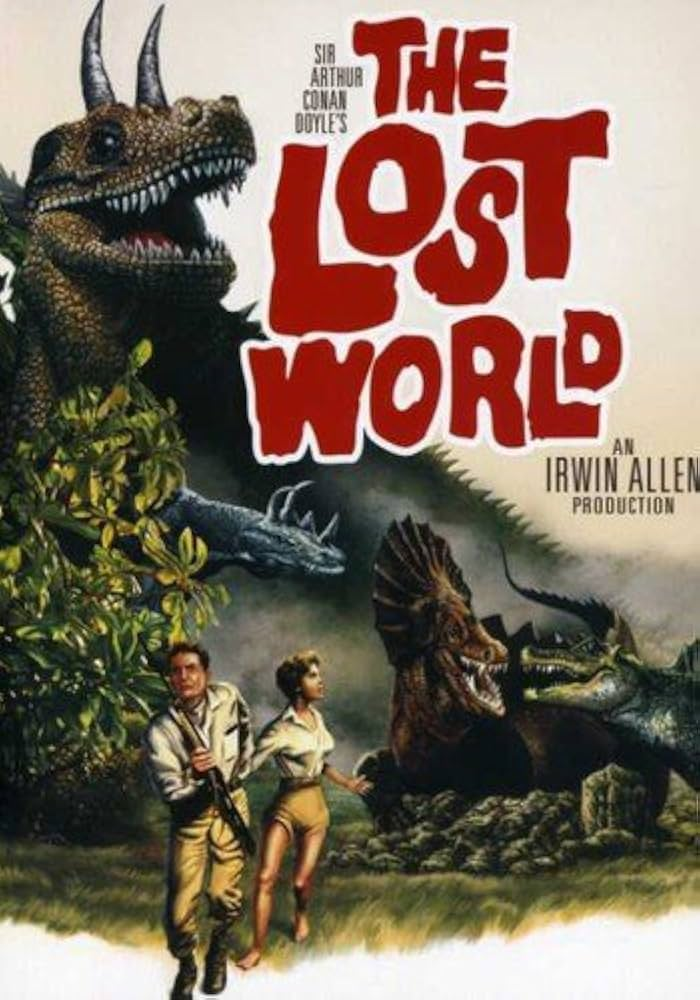 SIR
ARTHUR
CONAN
DOYLE'S
THE
LOST
WORLD
AN
IRWIN ALLEN
PRODUCTION